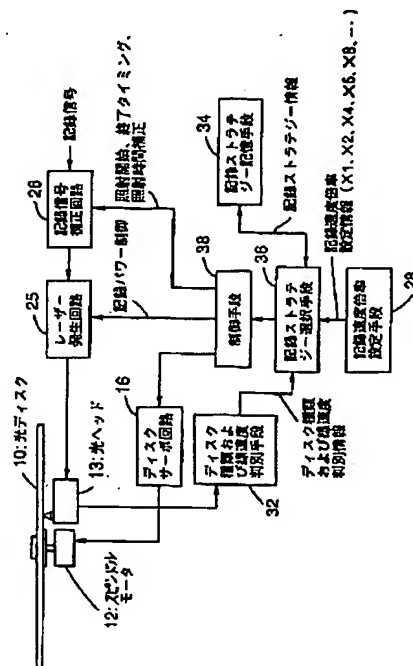 10:光ディスク
13:光ヘッド
12:スピンドル
モータ
25
レーザー
発生回路
26
記録信号
補正回路
記録信号
照射開始、終了タイミング、
照射時間補正
記録パワー制御
16
ディスク
サーボ回路
38
制御手段
34
記録ストラテ
ジー記憶手段
記録ストラテジー情報
36
記録ストラ
テジー選択手段
ディスク
種類および
び線速度
判別手段
32
ディスク種類
および線速度
判別情報
記録速度倍率
設定情報 (X1、X2、X4、X6、X8、…)
記録速度倍率
設定手段
28